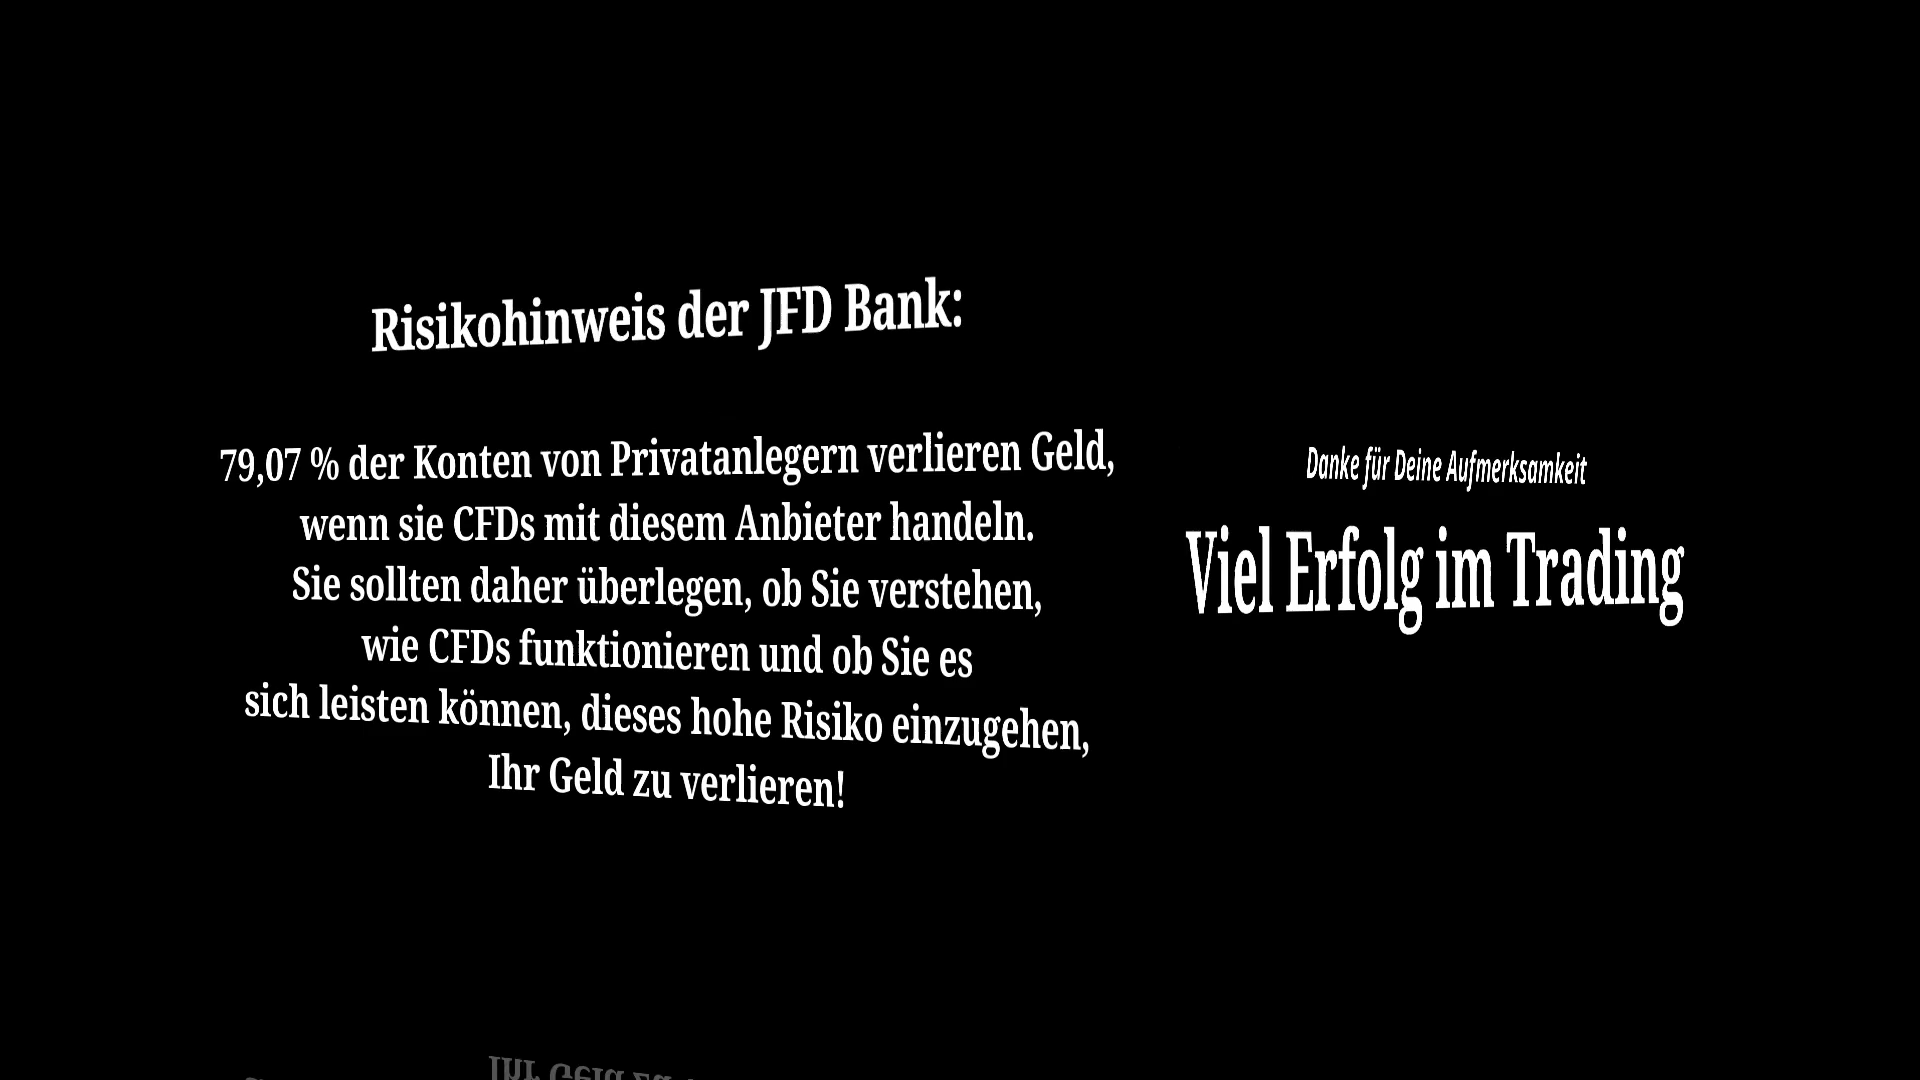 Risikohinweis der JFD Bank:
79,07 % der Konten von Privatanlegern verlieren Geld,
wenn sie CFDs mit diesem Anbieter handeln.
Sie sollten daher überlegen, ob Sie verstehen,
wie CFDs funktionieren und ob Sie es
sich leisten können, dieses hohe Risiko einzugehen,
Ihr Geld zu verlieren!
Danke für Deine Aufmerksamkeit
Viel Erfolg im Trading